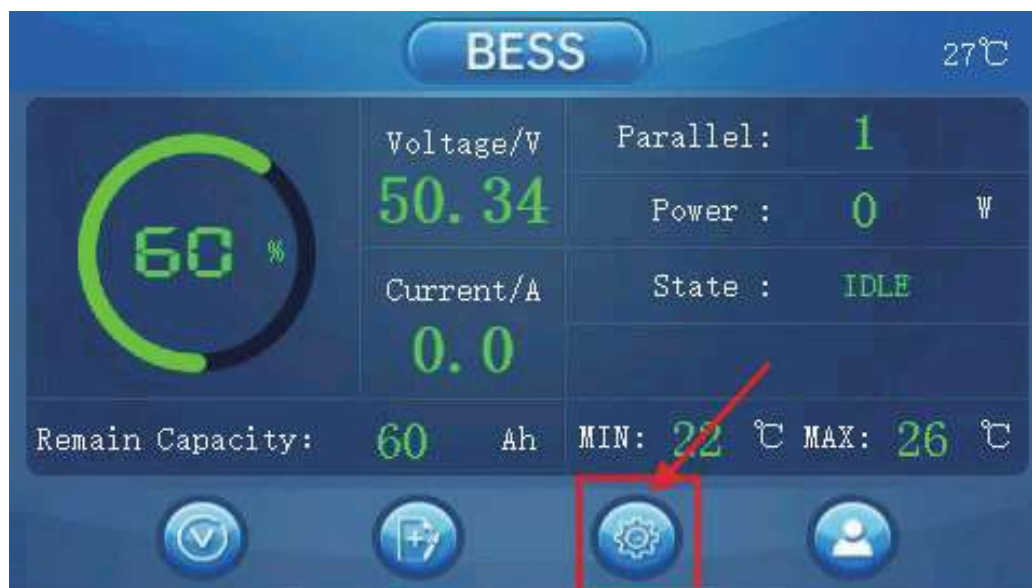 BESS
27℃
60 %
Voltage/V
50.34
Current/A
0.0
Parallel: 1
Power : 0 W
State : IDLE
Remain Capacity: 60 Ah
MIN: 22 ℃ MAX: 26 ℃